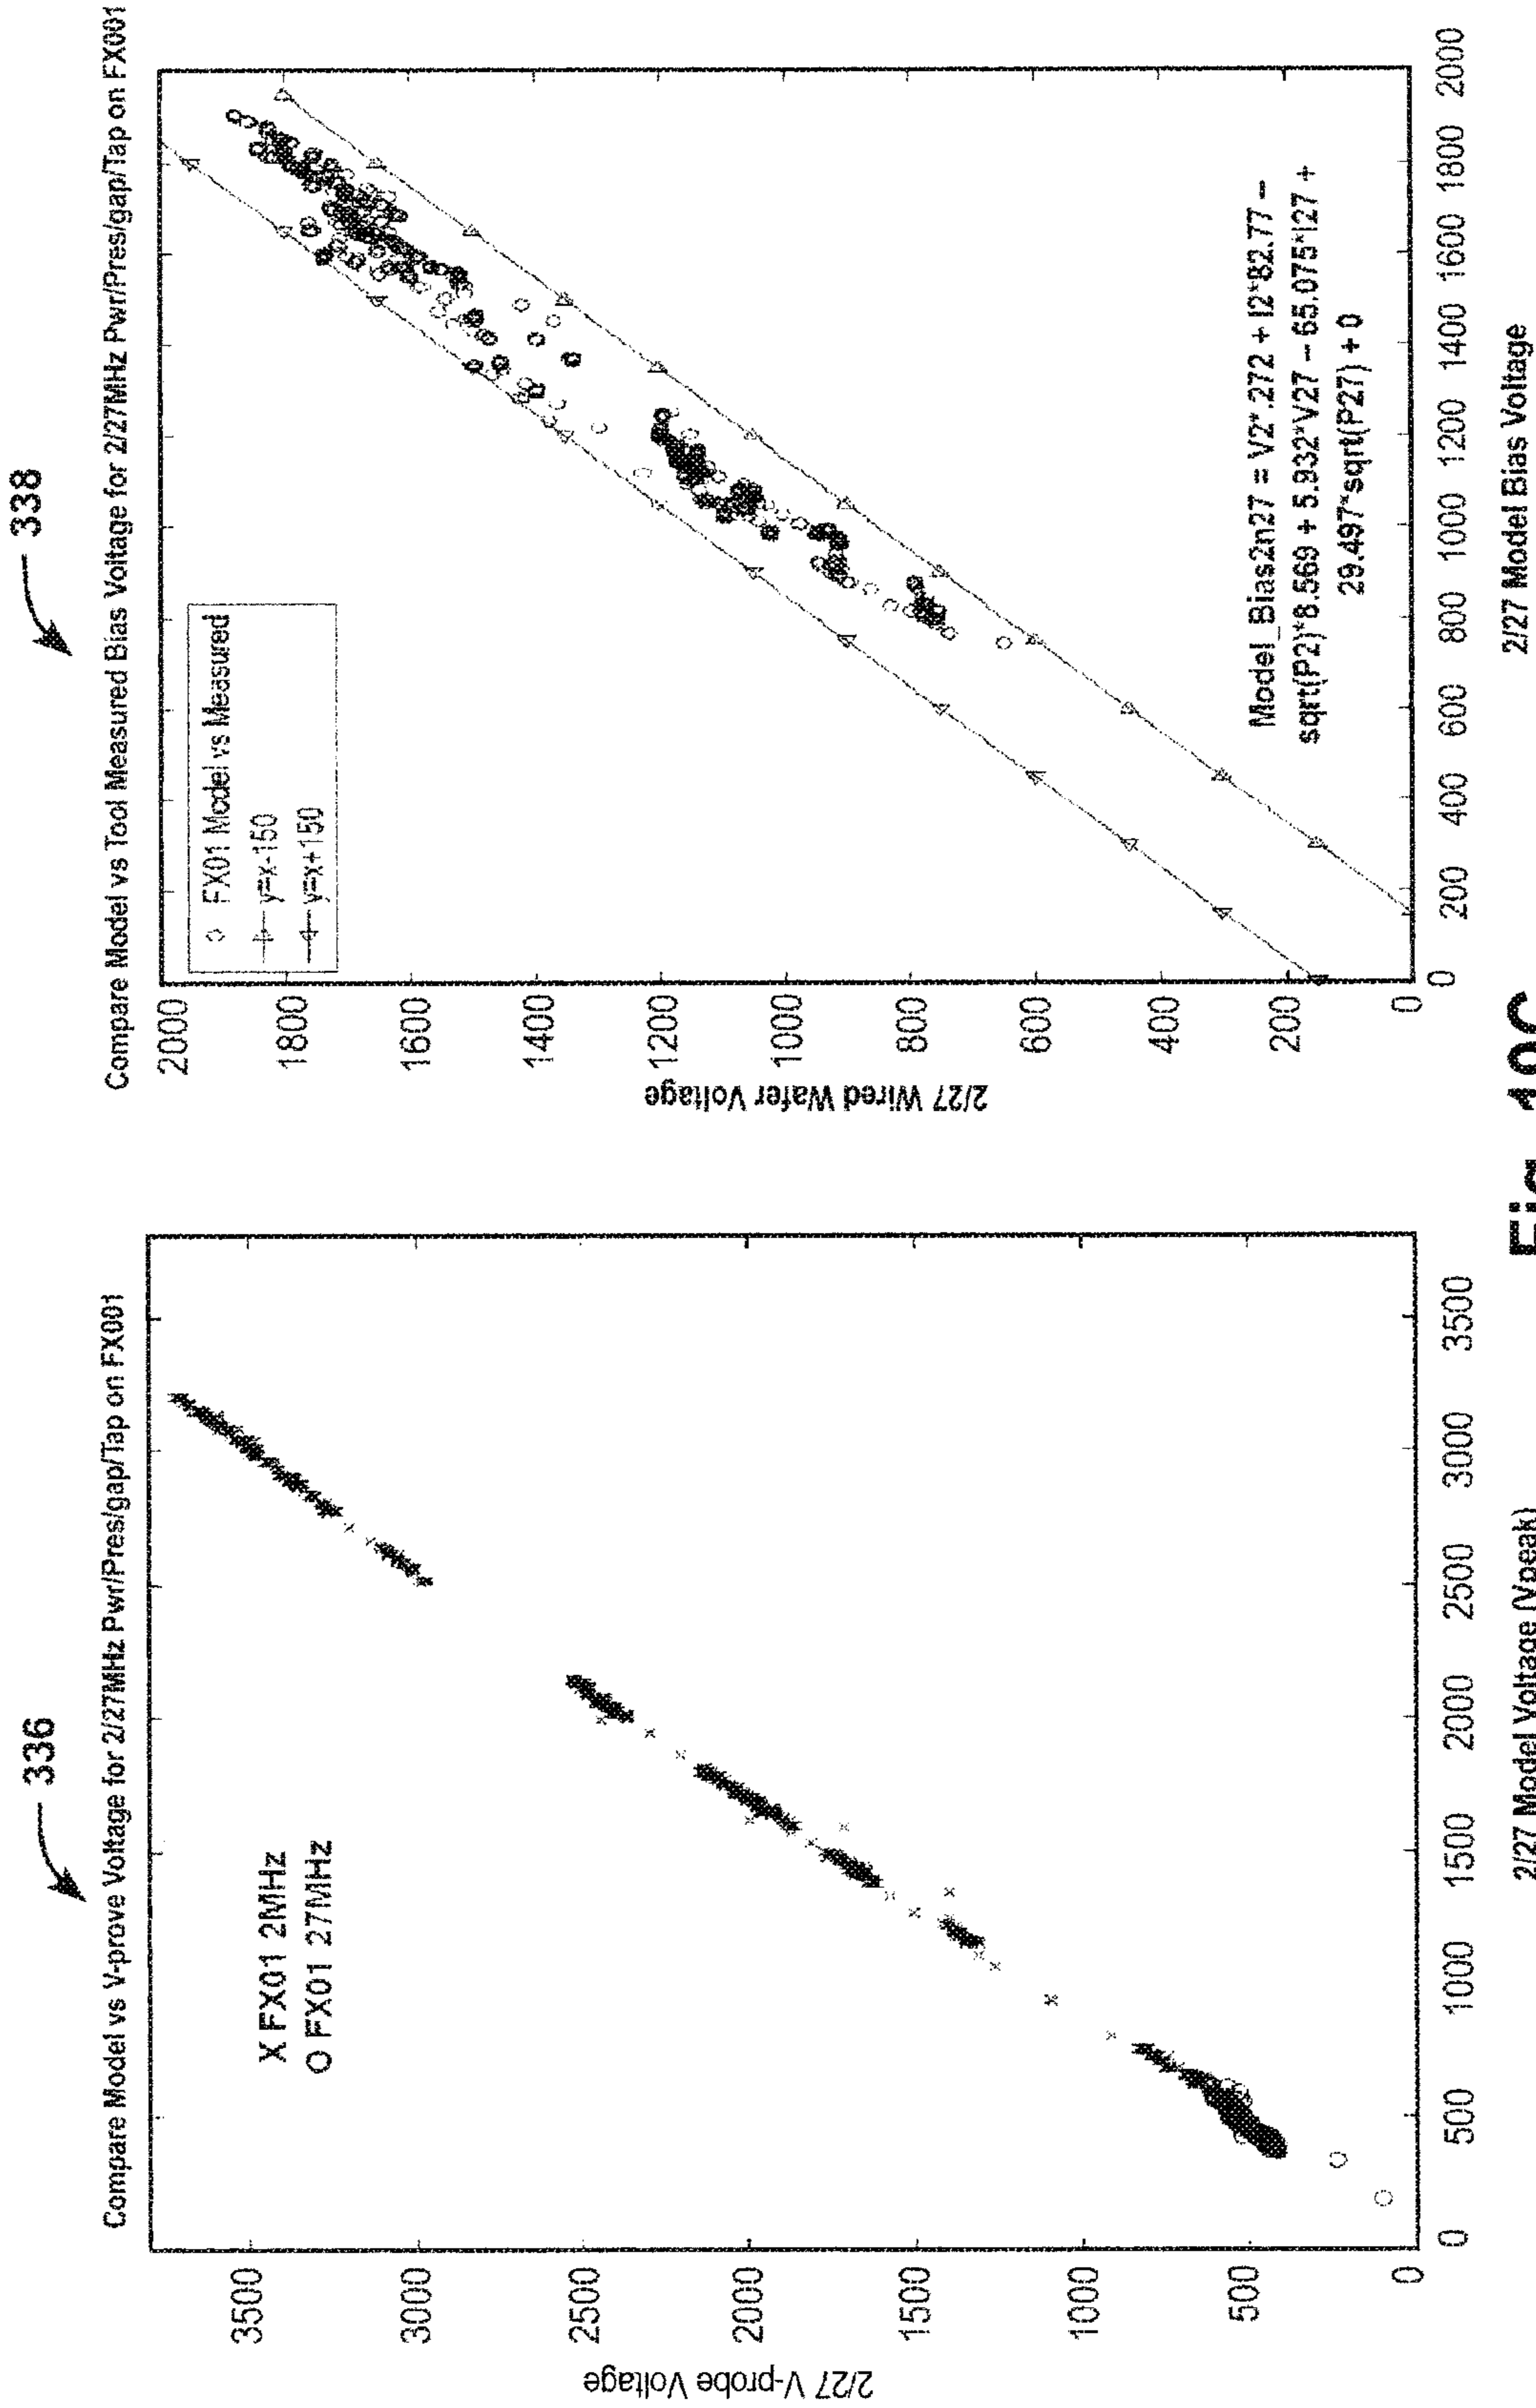 336
Compare Model vs V-prove Voltage for 2/27MHz Pwr/Pres/gap/Tap on FX001
X FX01 2MHz
O FX01 27MHz
3500
3000
2500
2000
1500
1000
500
0
2/27 V-probe Voltage
0 500 1000 1500 2000 2500 3000 3500
2/27 Model Voltage (Vpeak)
338
Compare Model vs Tool Measured Bias Voltage for 2/27MHz Pwr/Pres/gap/Tap on FX001
FX01 Model vs Measured
y=x-150
y=x+150
2000
1800
1600
1400
1200
1000
800
600
400
200
0
2/27 Wired Wafer Voltage
Model_Bias2n27 = V2*.272 + I2*82.77 –
sqrt(P2)*8.569 + 5.932*V27 – 65.075*I27 +
29.497*sqrt(P27) + 0
0 200 400 600 800 1000 1200 1400 1600 1800 2000
2/27 Model Bias Voltage
Fig.